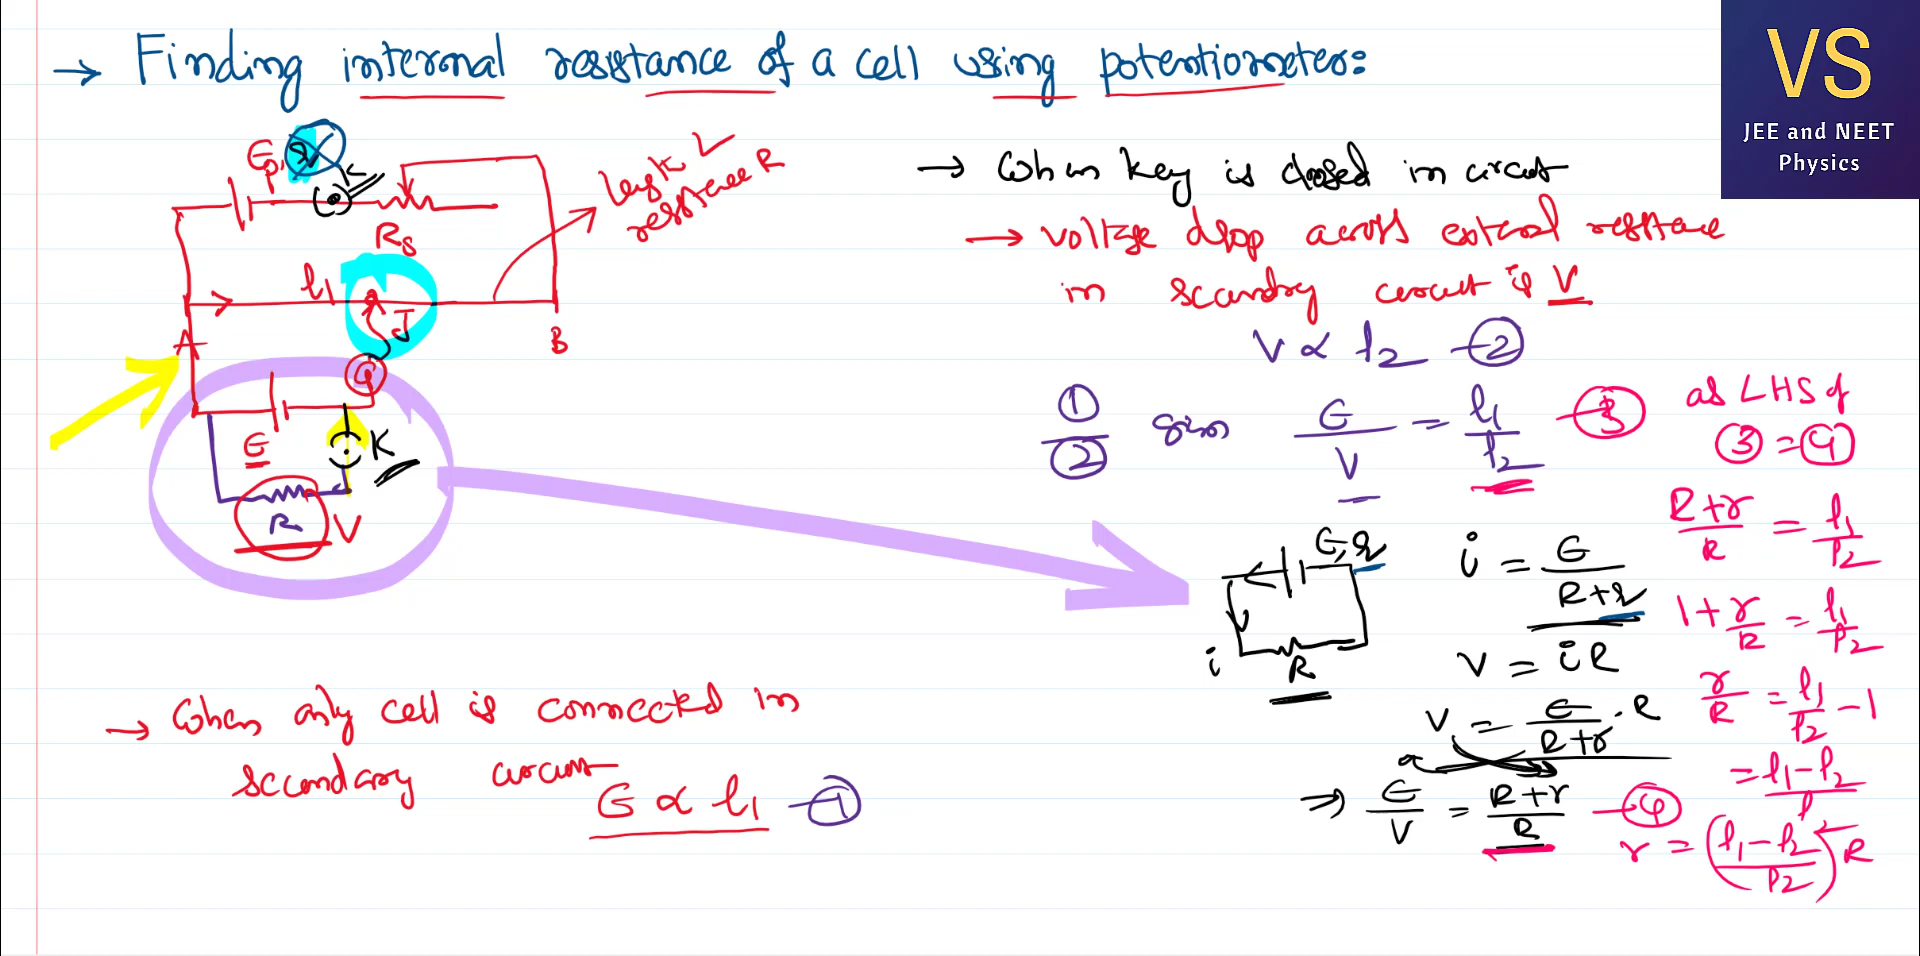 → Finding internal resistance of a cell using potentiometer:
VS
JEE and NEET
Physics
Ep,
length L
resistance R
Rs
l1
J
A
B
G
E
K
R
V
→ When key is closed in circuit
→ voltage drop across external resistance
in secondary circuit is V
V ∝ l2 — 2
1/2 gives E/V = l1/l2 — 3
as LHS of
3 = 4
(R+r)/R = l1/l2
E, r
i
R
i = E/(R+r)
1 + r/R = l1/l2
V = iR
r/R = l1/l2 - 1
V = E/(R+r) . R
= (l1-l2)/l
⇒ E/V = (R+r)/R — 4
r = ((l1-l2)/l2) R
→ When only cell is connected in
secondary circuit
E ∝ l1 — 1